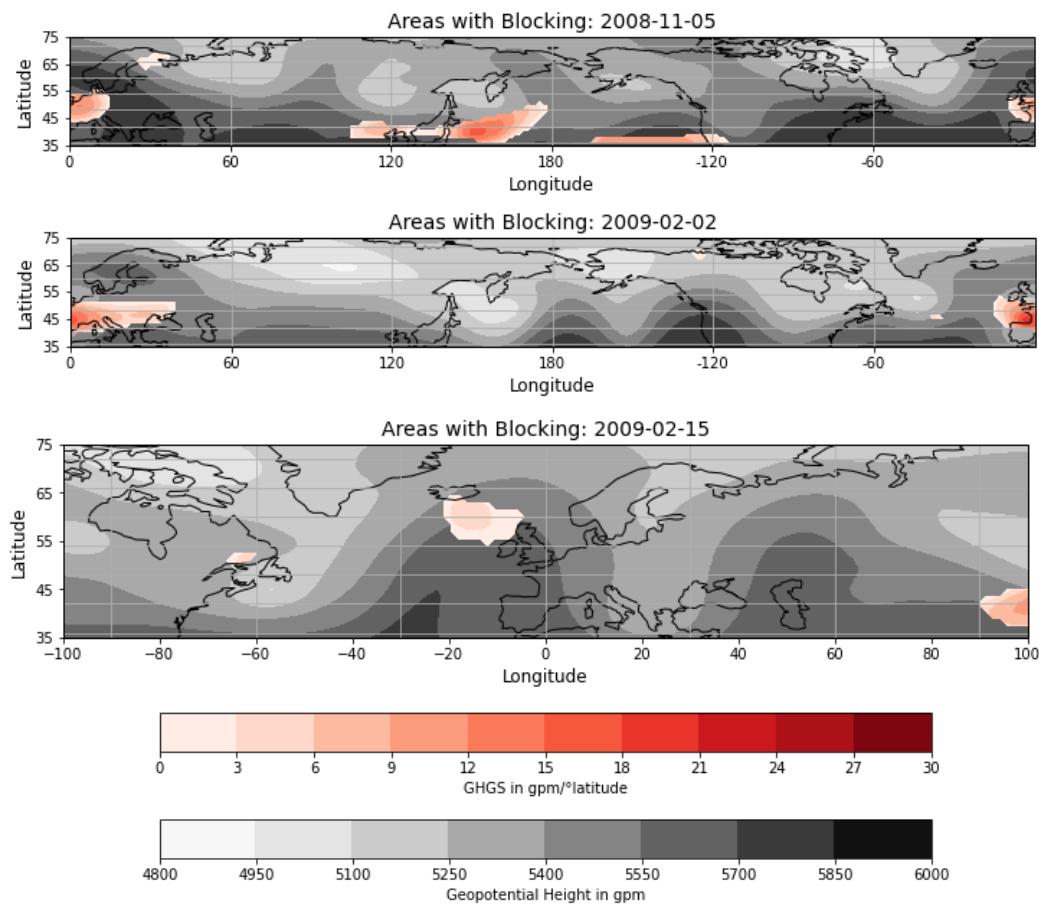 Areas with Blocking: 2008-11-05
75
65
55
45
35
Latitude
0 60 120 180 -120 -60
Longitude
Areas with Blocking: 2009-02-02
75
65
55
45
35
Latitude
0 60 120 180 -120 -60
Longitude
Areas with Blocking: 2009-02-15
75
65
55
45
35
Latitude
−100 −80 −60 −40 −20 0 20 40 60 80 100
Longitude
0 3 6 9 12 15 18 21 24 27 30
GHGS in gpm/°latitude
4800 4950 5100 5250 5400 5550 5700 5850 6000
Geopotential Height in gpm